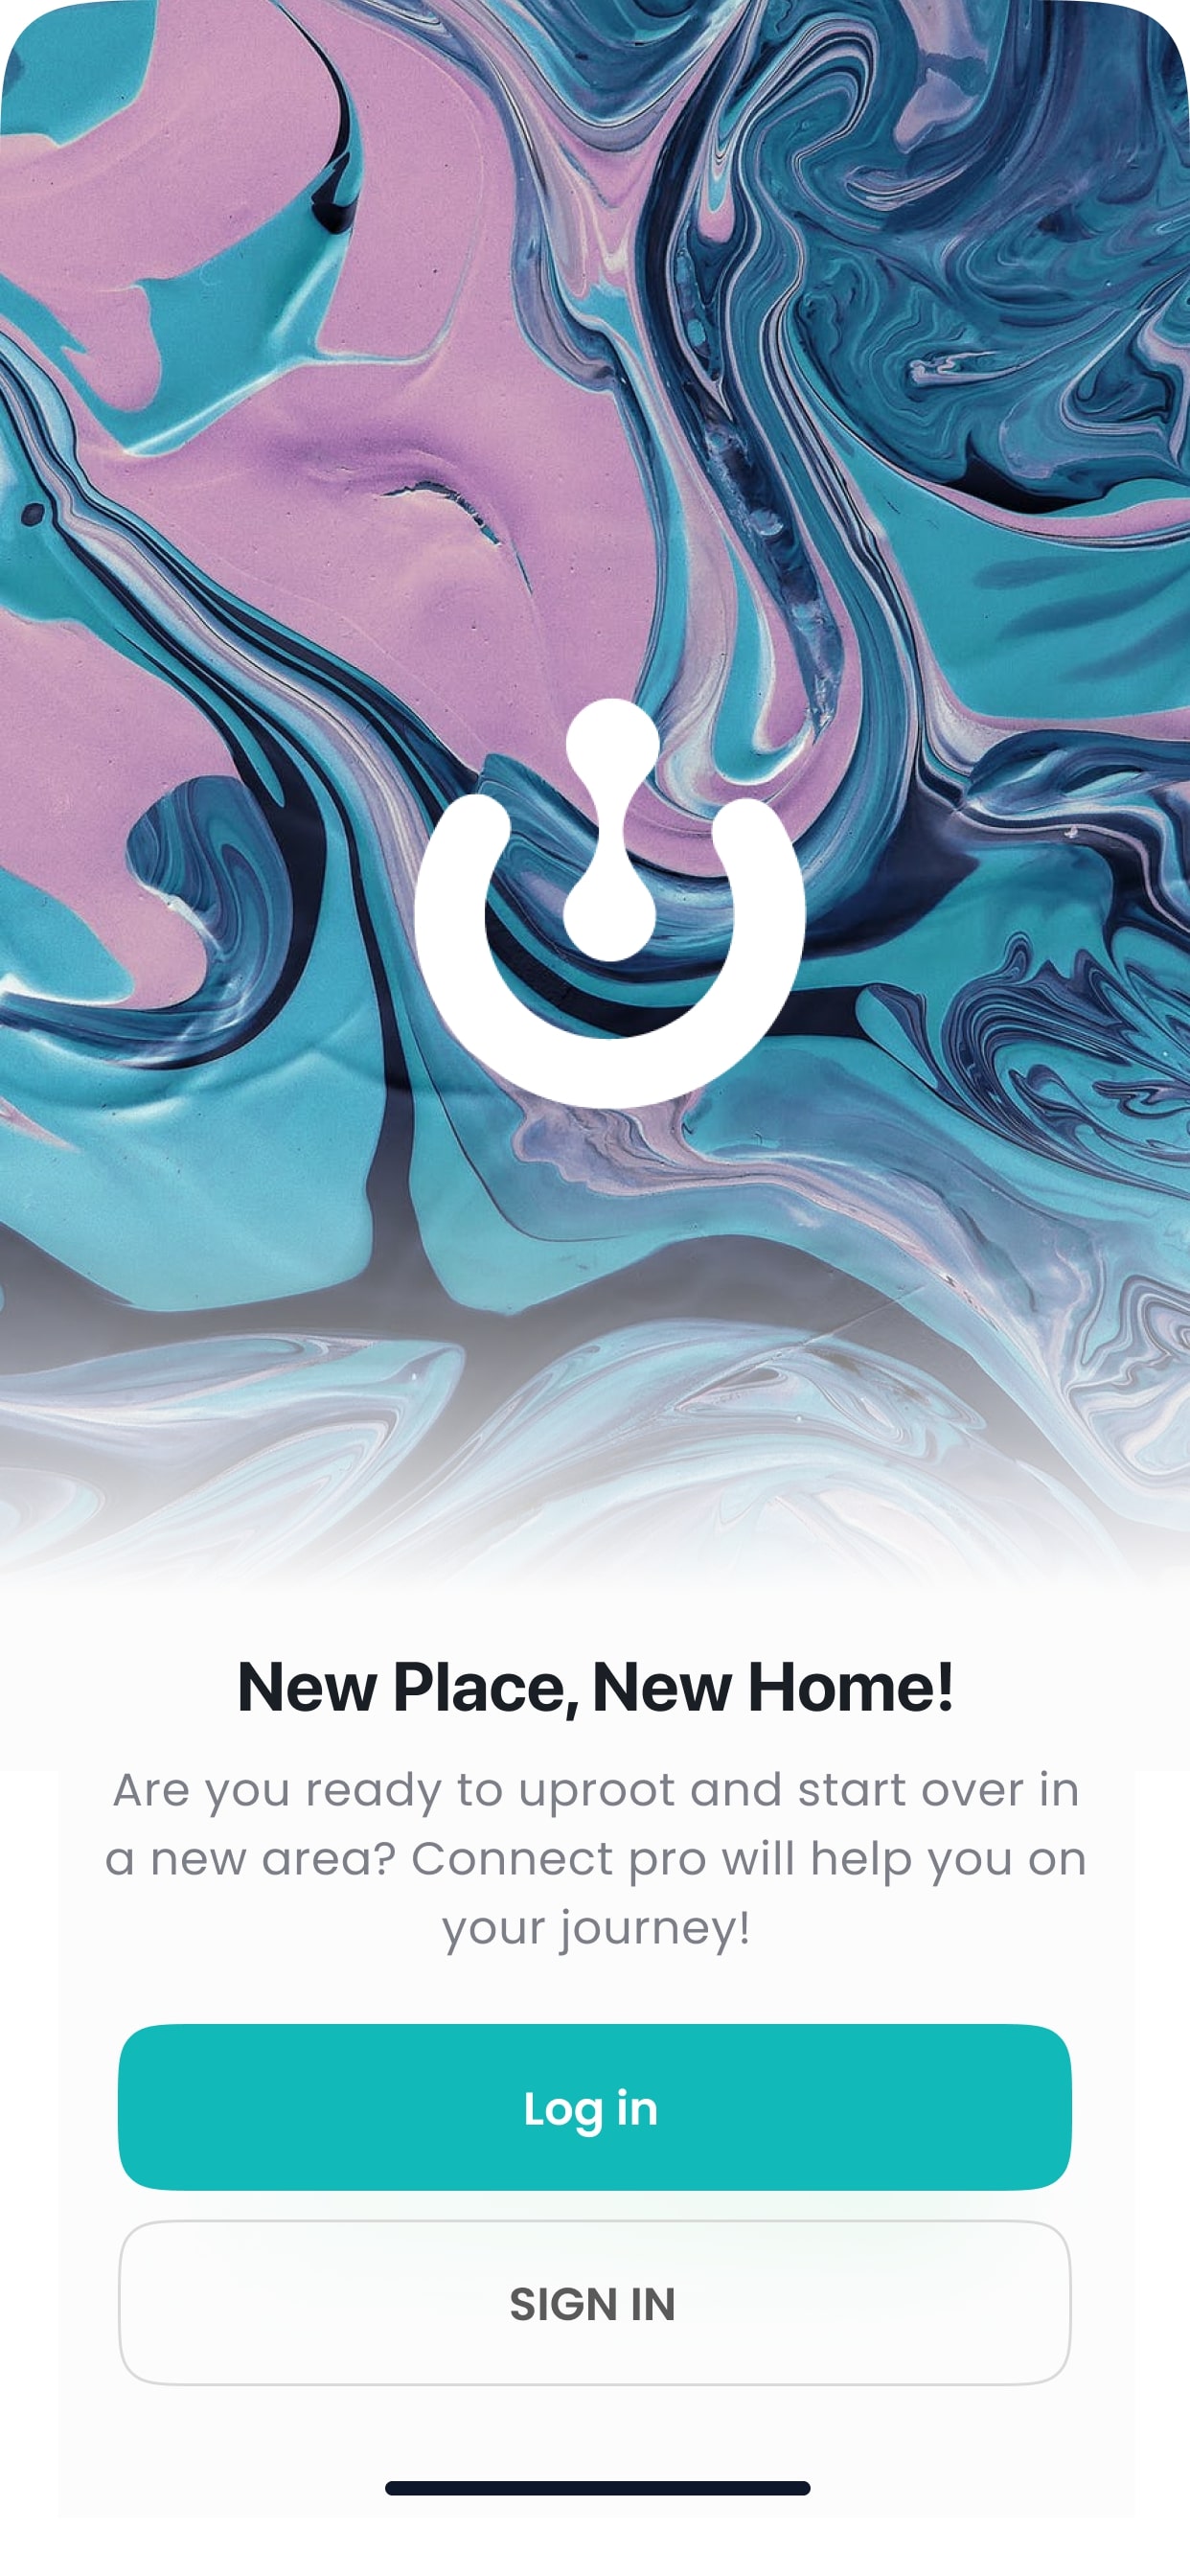 New Place, New Home!
Are you ready to uproot and start over in
a new area? Connect pro will help you on
your journey!
Log in
SIGN IN